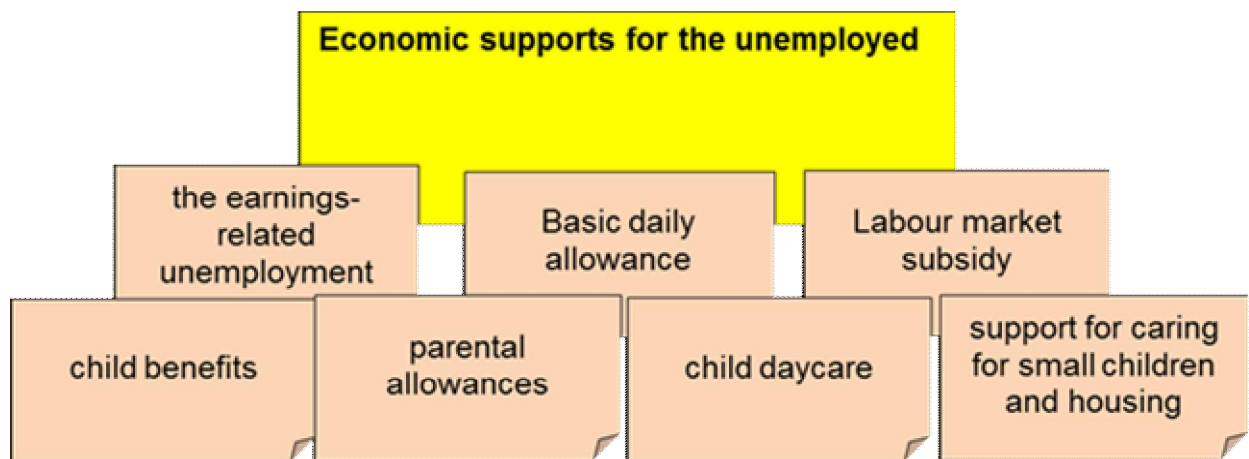 Economic supports for the unemployed
the earnings-
related
unemployment
Basic daily
allowance
Labour market
subsidy
child benefits
parental
allowances
child daycare
support for caring
for small children
and housing